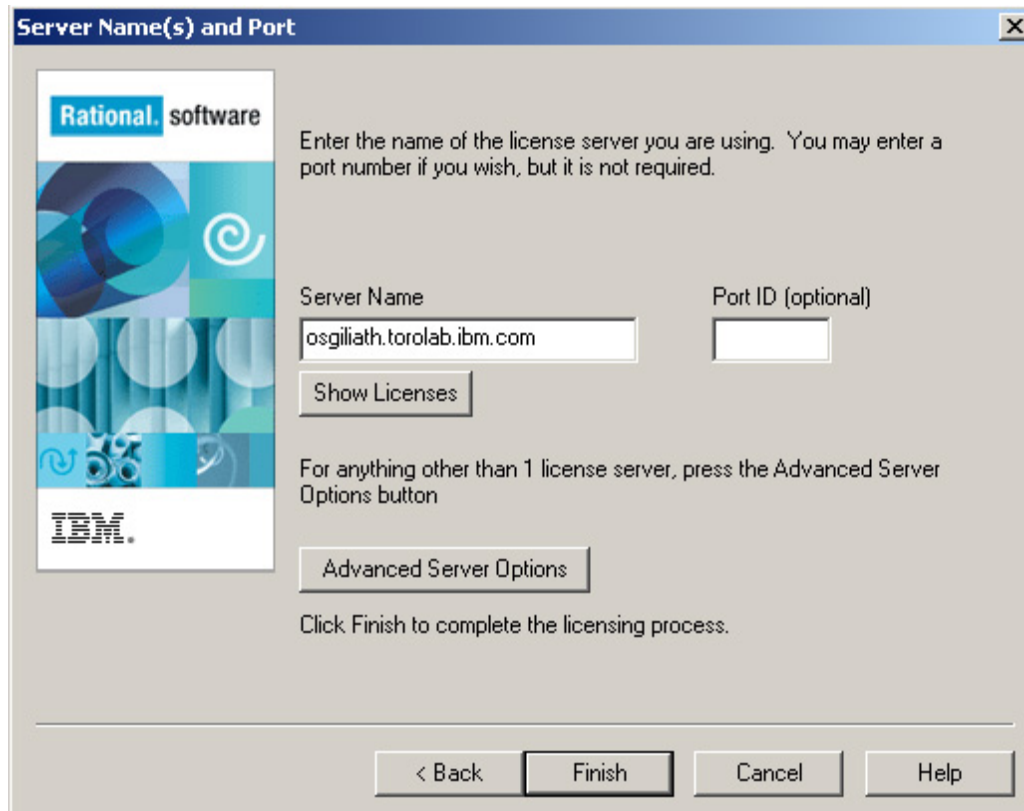 Server Name(s) and Port
Rational. software
Enter the name of the license server you are using. You may enter a
port number if you wish, but it is not required.
Server Name
Port ID (optional)
osgiliath.torolab.ibm.com
Show Licenses
For anything other than 1 license server, press the Advanced Server
Options button
IBM.
Advanced Server Options
Click Finish to complete the licensing process.
< Back
Finish
Cancel
Help